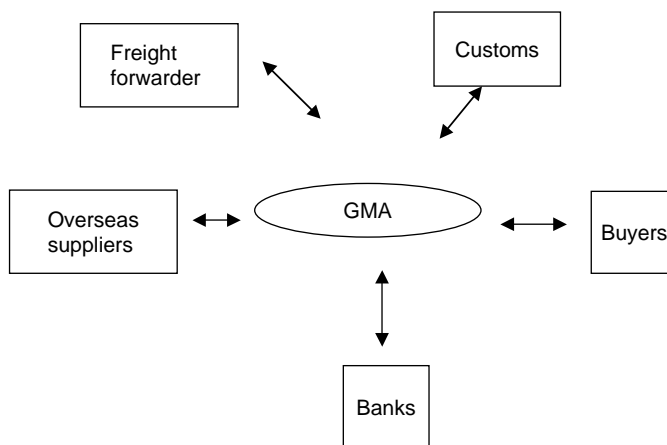 Freight
forwarder
Customs
Overseas
suppliers
GMA
Buyers
Banks